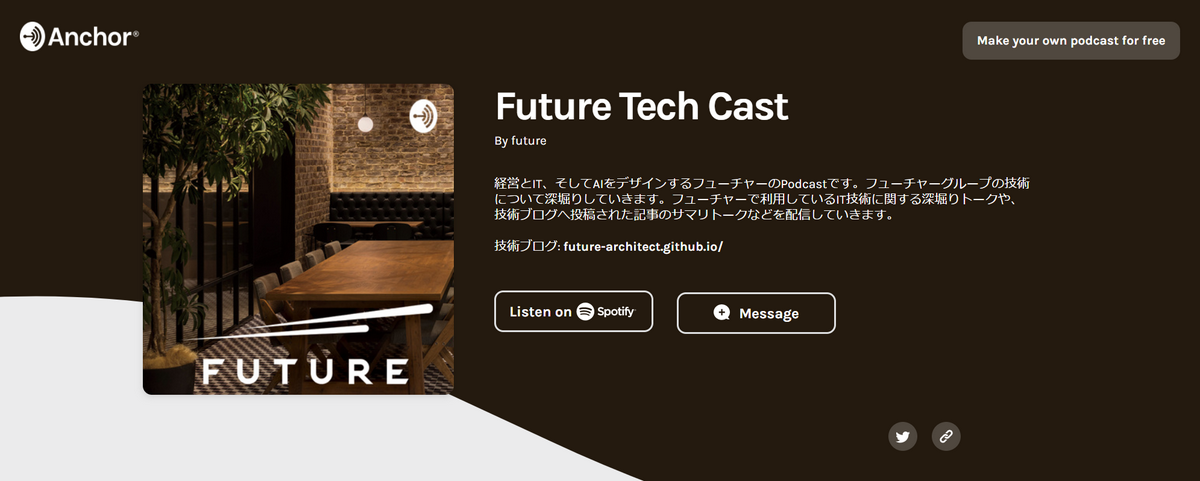 Anchor®
Make your own podcast for free
Future Tech Cast
By future
経営とIT、そしてAIをデザインするフューチャーのPodcastです。フューチャーグループの技術
について深堀りしていきます。フューチャーで利用しているIT技術に関する深堀りトークや、
技術ブログへ投稿された記事のサマリトークなどを配信していきます。
技術ブログ: future-architect.github.io/
Listen on Spotify
Message
FUTURE